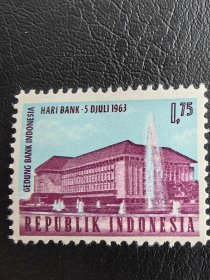 GEDUNG BANK INDONESIA
HARI BANK - 5 DJULI 1963
1,75
REPUBLIK INDONESIA